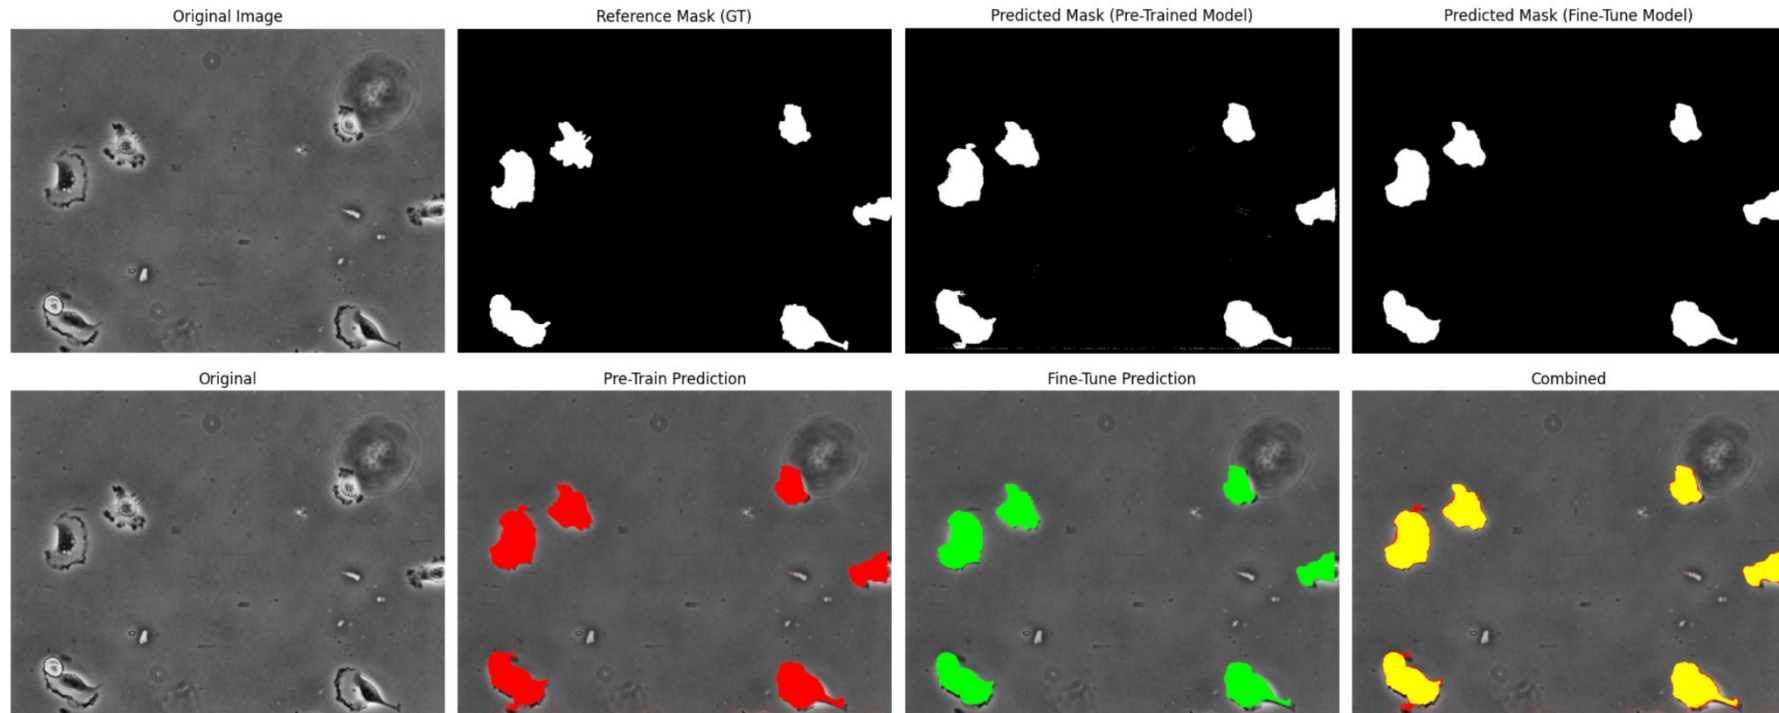 Original Image
Reference Mask (GT)
Predicted Mask (Pre-Trained Model)
Predicted Mask (Fine-Tune Model)
Original
Pre-Train Prediction
Fine-Tune Prediction
Combined